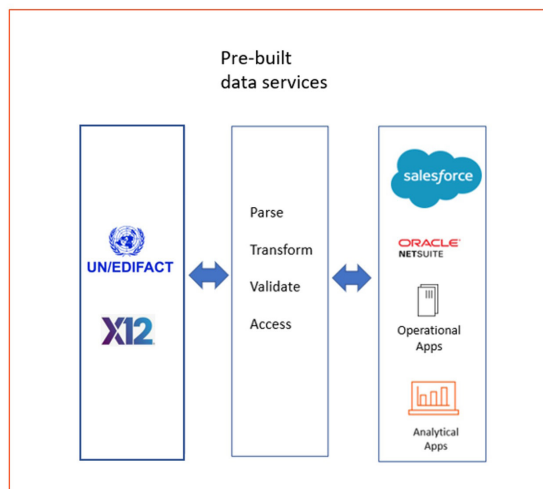 Pre-built
data services
UN/EDIFACT
X12
Parse
Transform
Validate
Access
salesforce
ORACLE
NETSUITE
Operational
Apps
Analytical
Apps